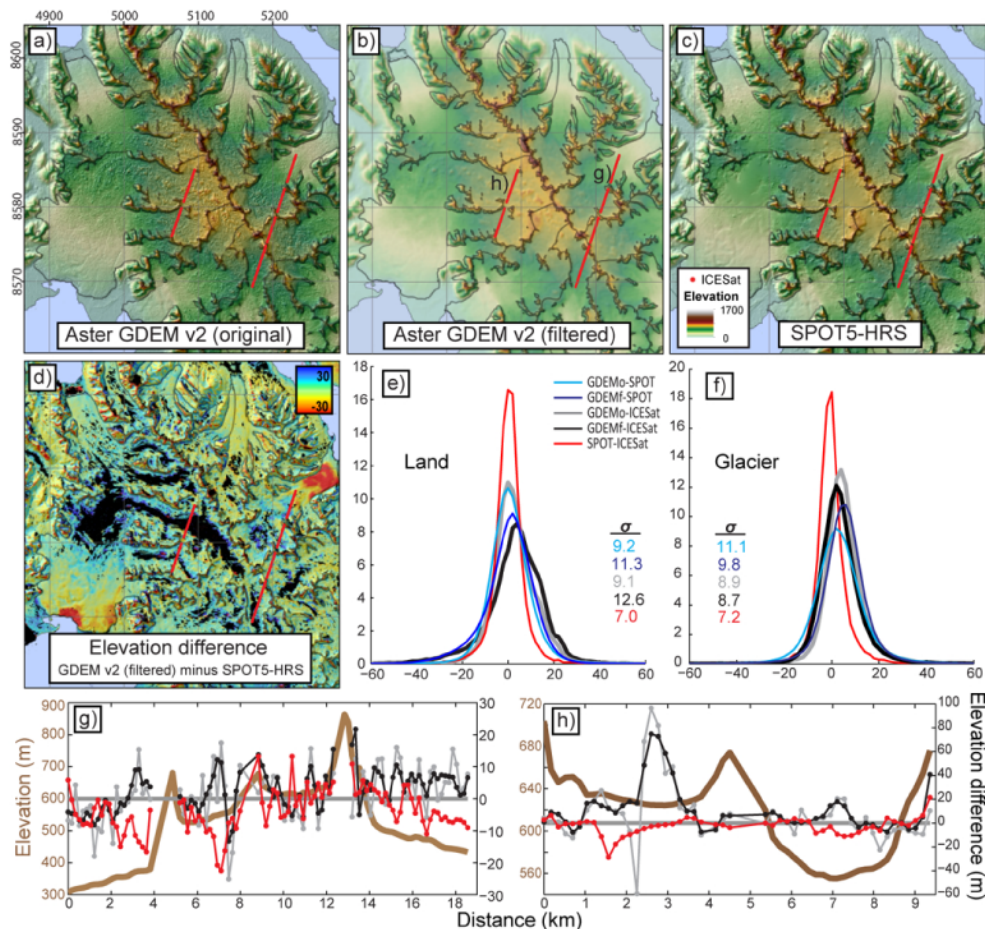 4900 5000 5100 5200
a) b) c)
8600
8590
8580
8570
h) g)
ICESat
Elevation
1700
0
Aster GDEM v2 (original) Aster GDEM v2 (filtered) SPOT5-HRS
d) 30
-30
Elevation difference
GDEM v2 (filtered) minus SPOT5-HRS
e)
18
16
14
12
10
8
6
4
2
0
-60 -40 -20 0 20 40 60
Land
GDEMo-SPOT
GDEMf-SPOT
GDEMo-ICESat
GDEMf-ICESat
SPOT-ICESat
σ
9.2
11.3
9.1
12.6
7.0
f)
20
18
16
14
12
10
8
6
4
2
0
-60 -40 -20 0 20 40 60
Glacier
σ
11.1
9.8
8.9
8.7
7.2
g)
Elevation (m)
900
800
700
600
500
400
300
30
20
10
0
-10
-20
-30
0 2 4 6 8 10 12 14 16 18
h)
720
680
640
600
560
100
80
60
40
20
0
-20
-40
-60
0 1 2 3 4 5 6 7 8 9
Elevation difference (m)
Distance (km)